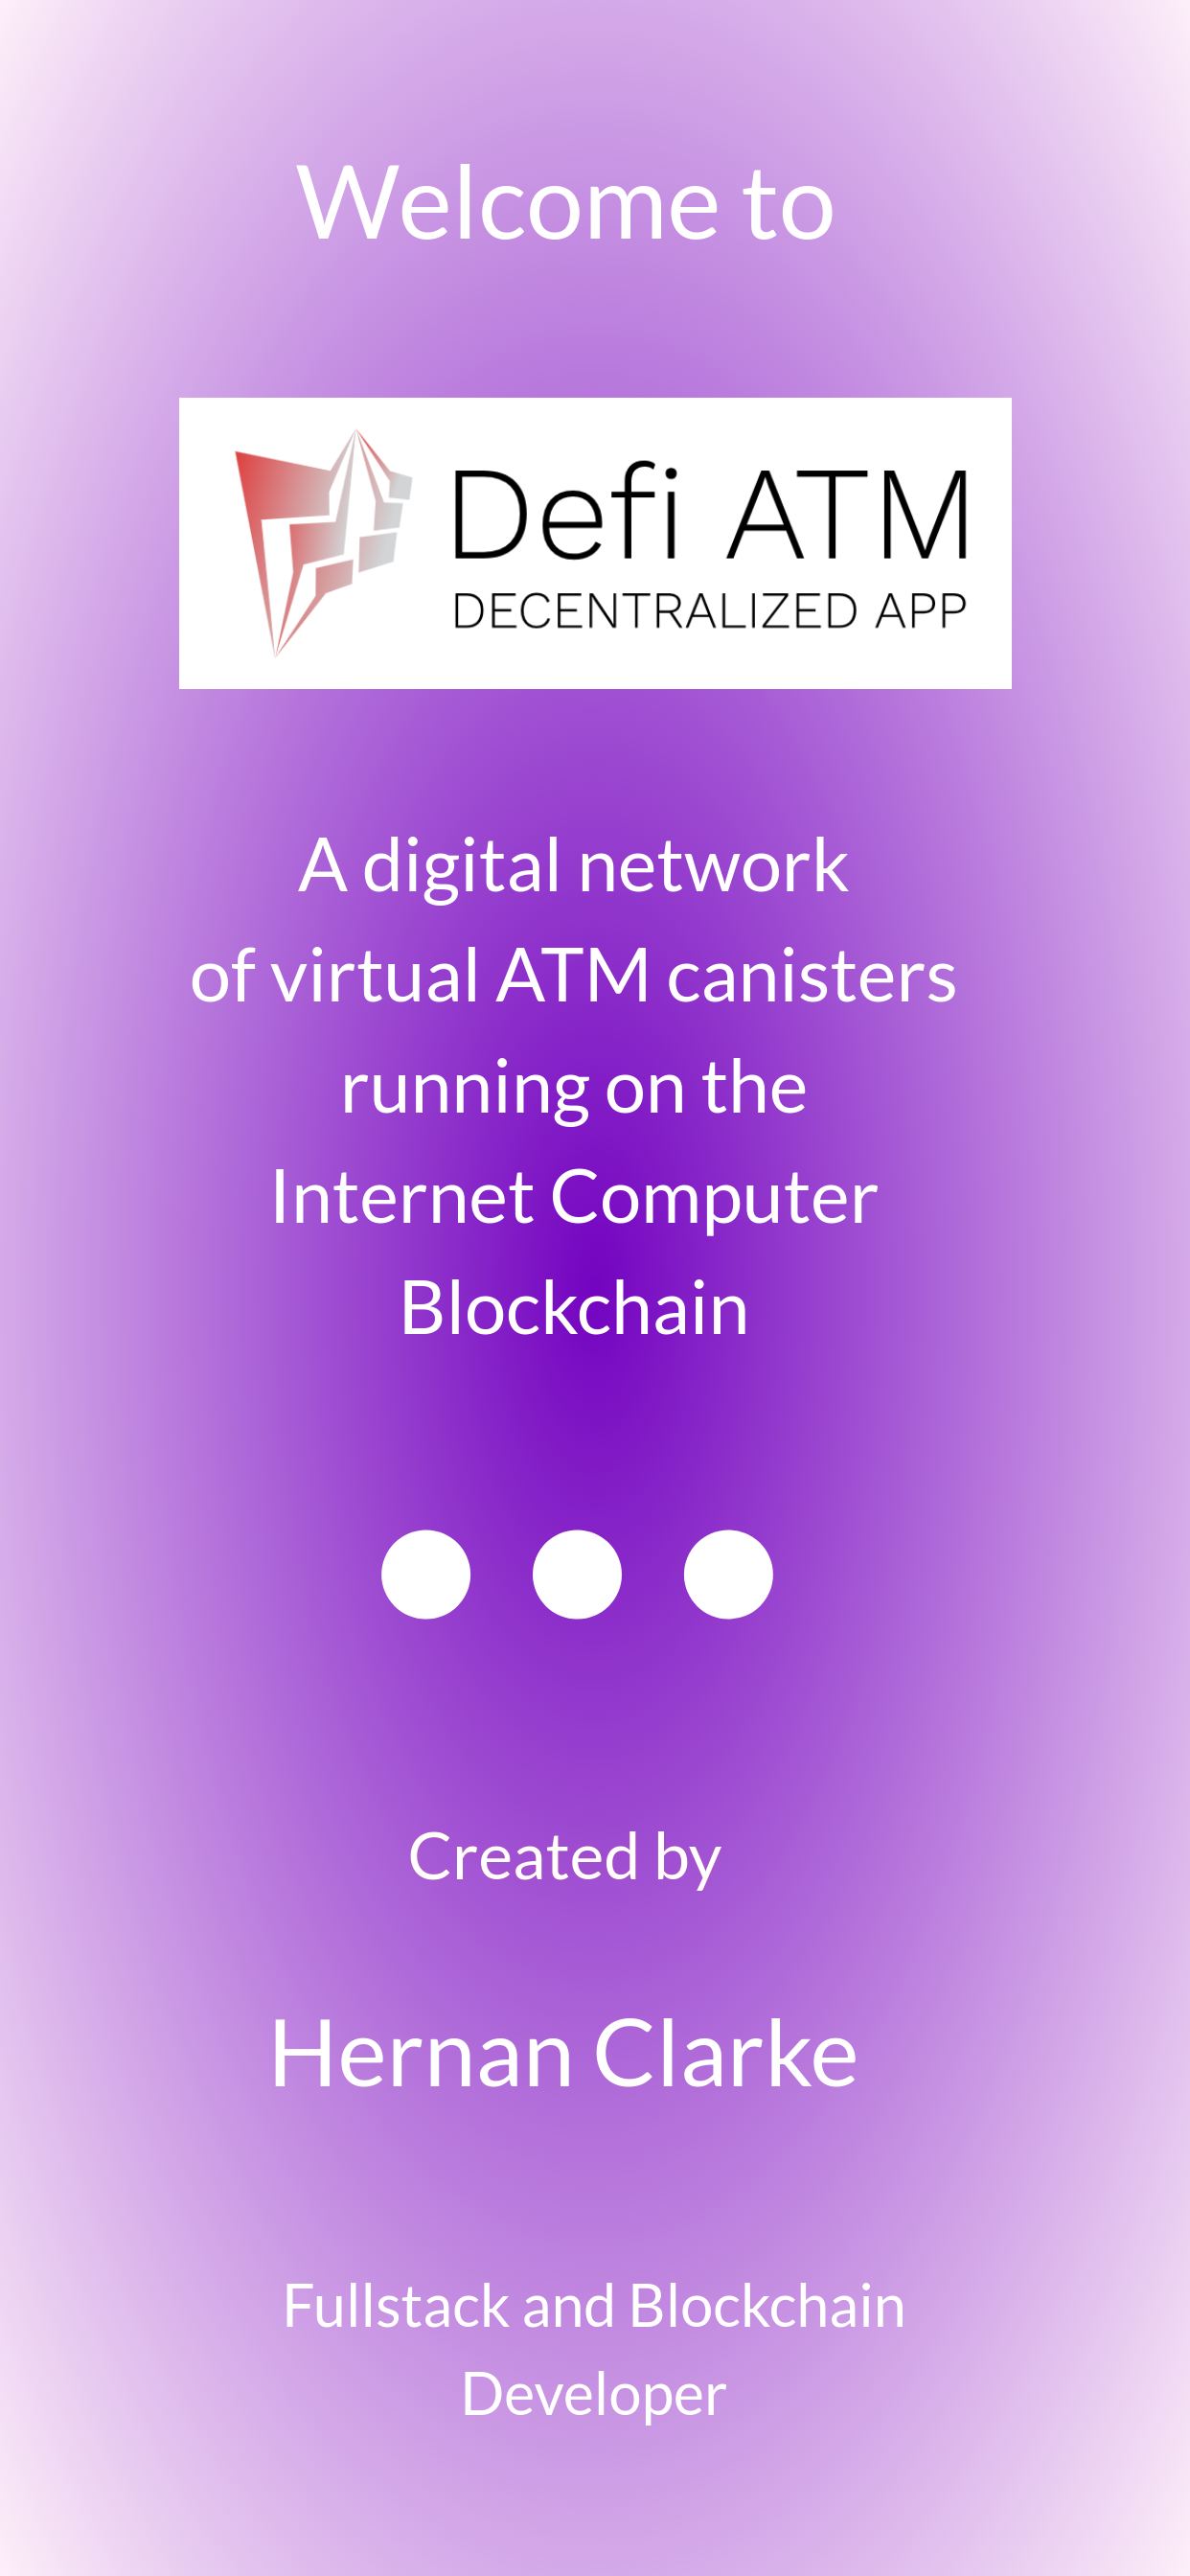 Welcome to
Defi ATM
DECENTRALIZED APP
A digital network
of virtual ATM canisters
running on the
Internet Computer
Blockchain
Created by
Hernan Clarke
Fullstack and Blockchain
Developer